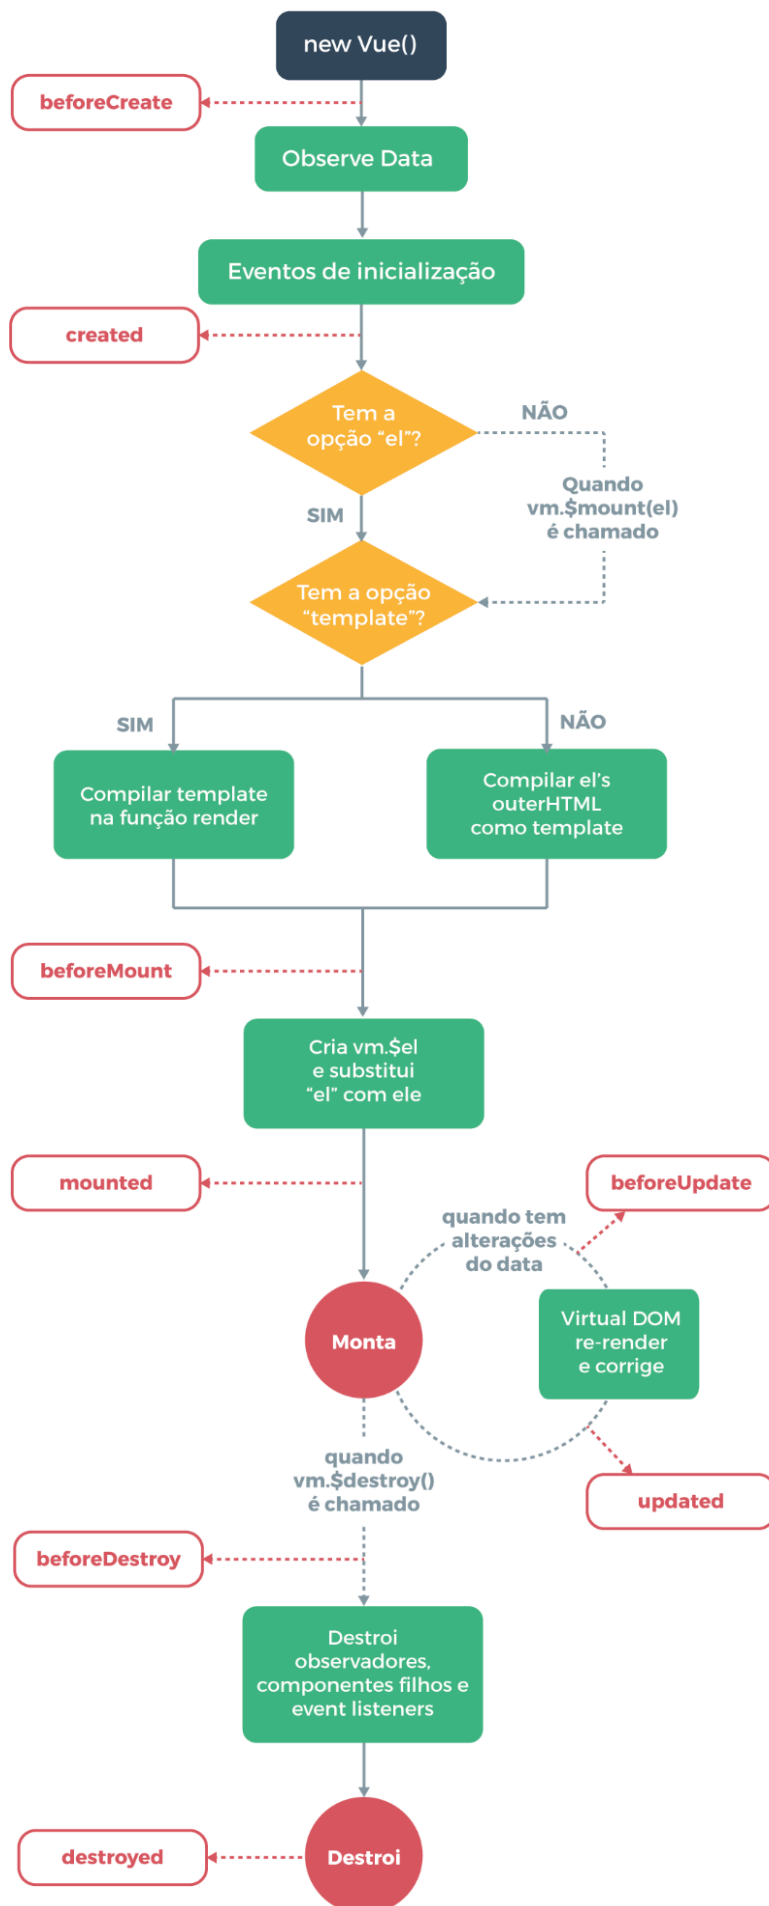 new Vue()
beforeCreate
Observe Data
Eventos de inicialização
created
Tem a
opção “el”?
NÃO
Quando
vm.$mount(el)
é chamado
SIM
Tem a opção
“template”?
SIM
NÃO
Compilar template
na função render
Compilar el’s
outerHTML
como template
beforeMount
Cria vm.$el
e substitui
“el” com ele
mounted
beforeUpdate
quando tem
alterações
do data
Monta
Virtual DOM
re-render
e corrige
quando
vm.$destroy()
é chamado
updated
beforeDestroy
Destroi
observadores,
componentes filhos e
event listeners
destroyed
Destroi